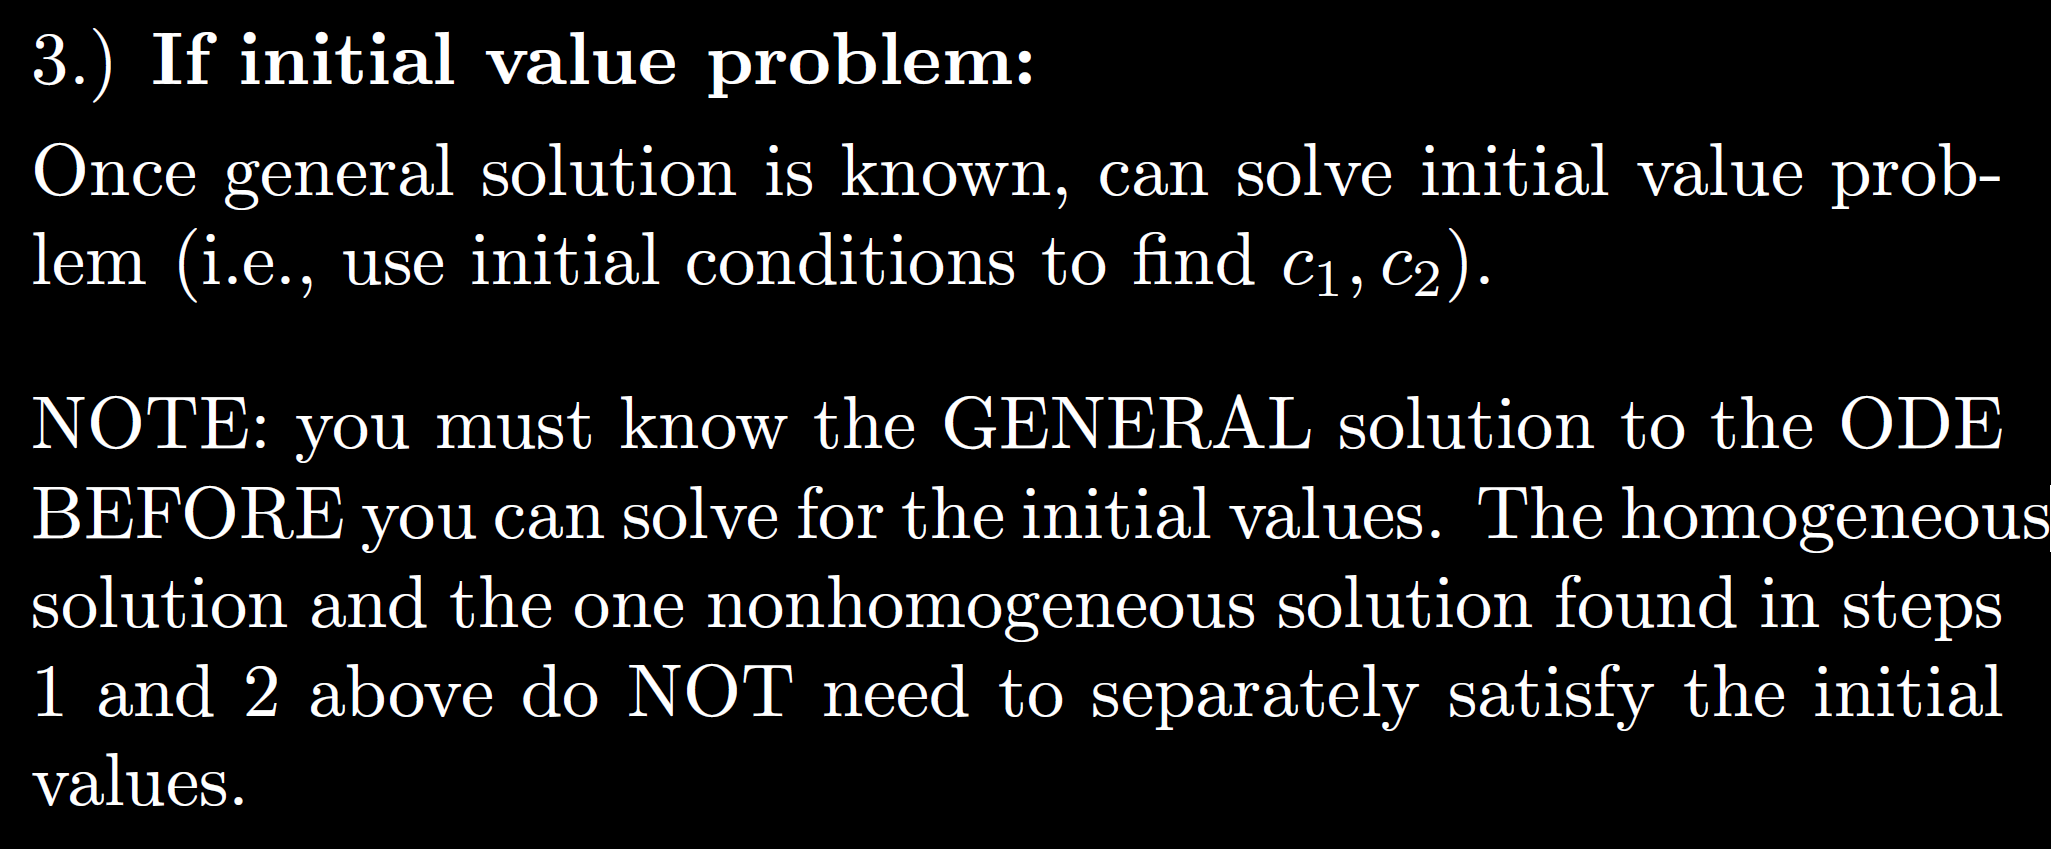 3.) If initial value problem:
Once general solution is known, can solve initial value prob-
lem (i.e., use initial conditions to find c₁, c₂).
NOTE: you must know the GENERAL solution to the ODE
BEFORE you can solve for the initial values. The homogeneous
solution and the one nonhomogeneous solution found in steps
1 and 2 above do NOT need to separately satisfy the initial
values.